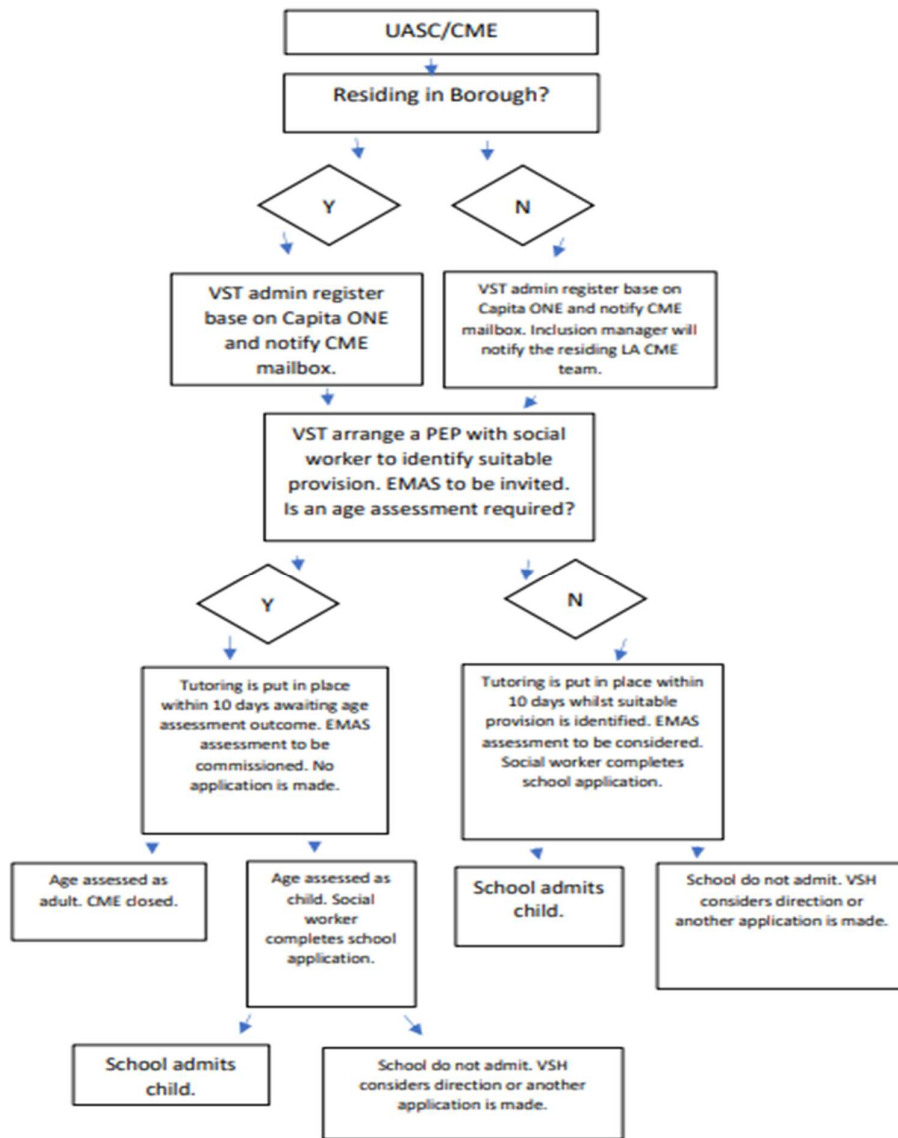 UASC/CME
Residing in Borough?
Y
N
VST admin register
base on Capita ONE
and notify CME
mailbox.
VST admin register base on
Capita ONE and notify CME
mailbox. Inclusion manager will
notify the residing LA CME
team.
VST arrange a PEP with social
worker to identify suitable
provision. EMAS to be invited.
Is an age assessment required?
Y
N
Tutoring is put in place
within 10 days awaiting age
assessment outcome. EMAS
assessment to be
commissioned. No
application is made.
Tutoring is put in place within
10 days whilst suitable
provision is identified. EMAS
assessment to be considered.
Social worker completes
school application.
Age assessed as
adult. CME closed.
Age assessed as
child. Social
worker
completes school
application.
School admits
child.
School do not admit. VSH
considers direction or
another application is made.
School admits
child.
School do not admit. VSH
considers direction or another
application is made.